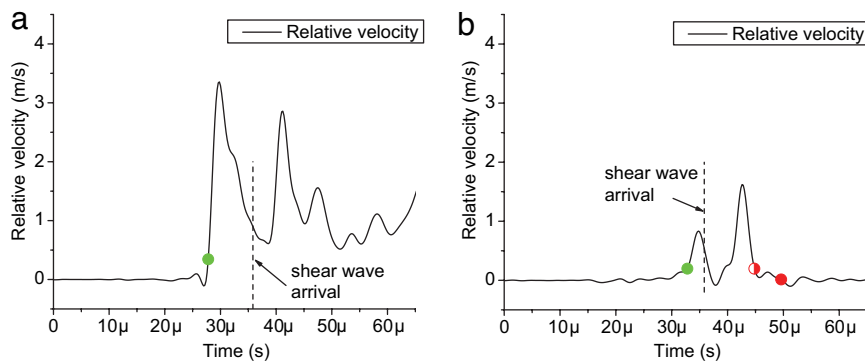 a
Relative velocity
Relative velocity (m/s)
4
3
2
1
0
shear wave
arrival
0 10µ 20µ 30µ 40µ 50µ 60µ
Time (s)
b
Relative velocity
Relative velocity (m/s)
4
3
2
1
0
shear wave
arrival
0 10µ 20µ 30µ 40µ 50µ 60µ
Time (s)